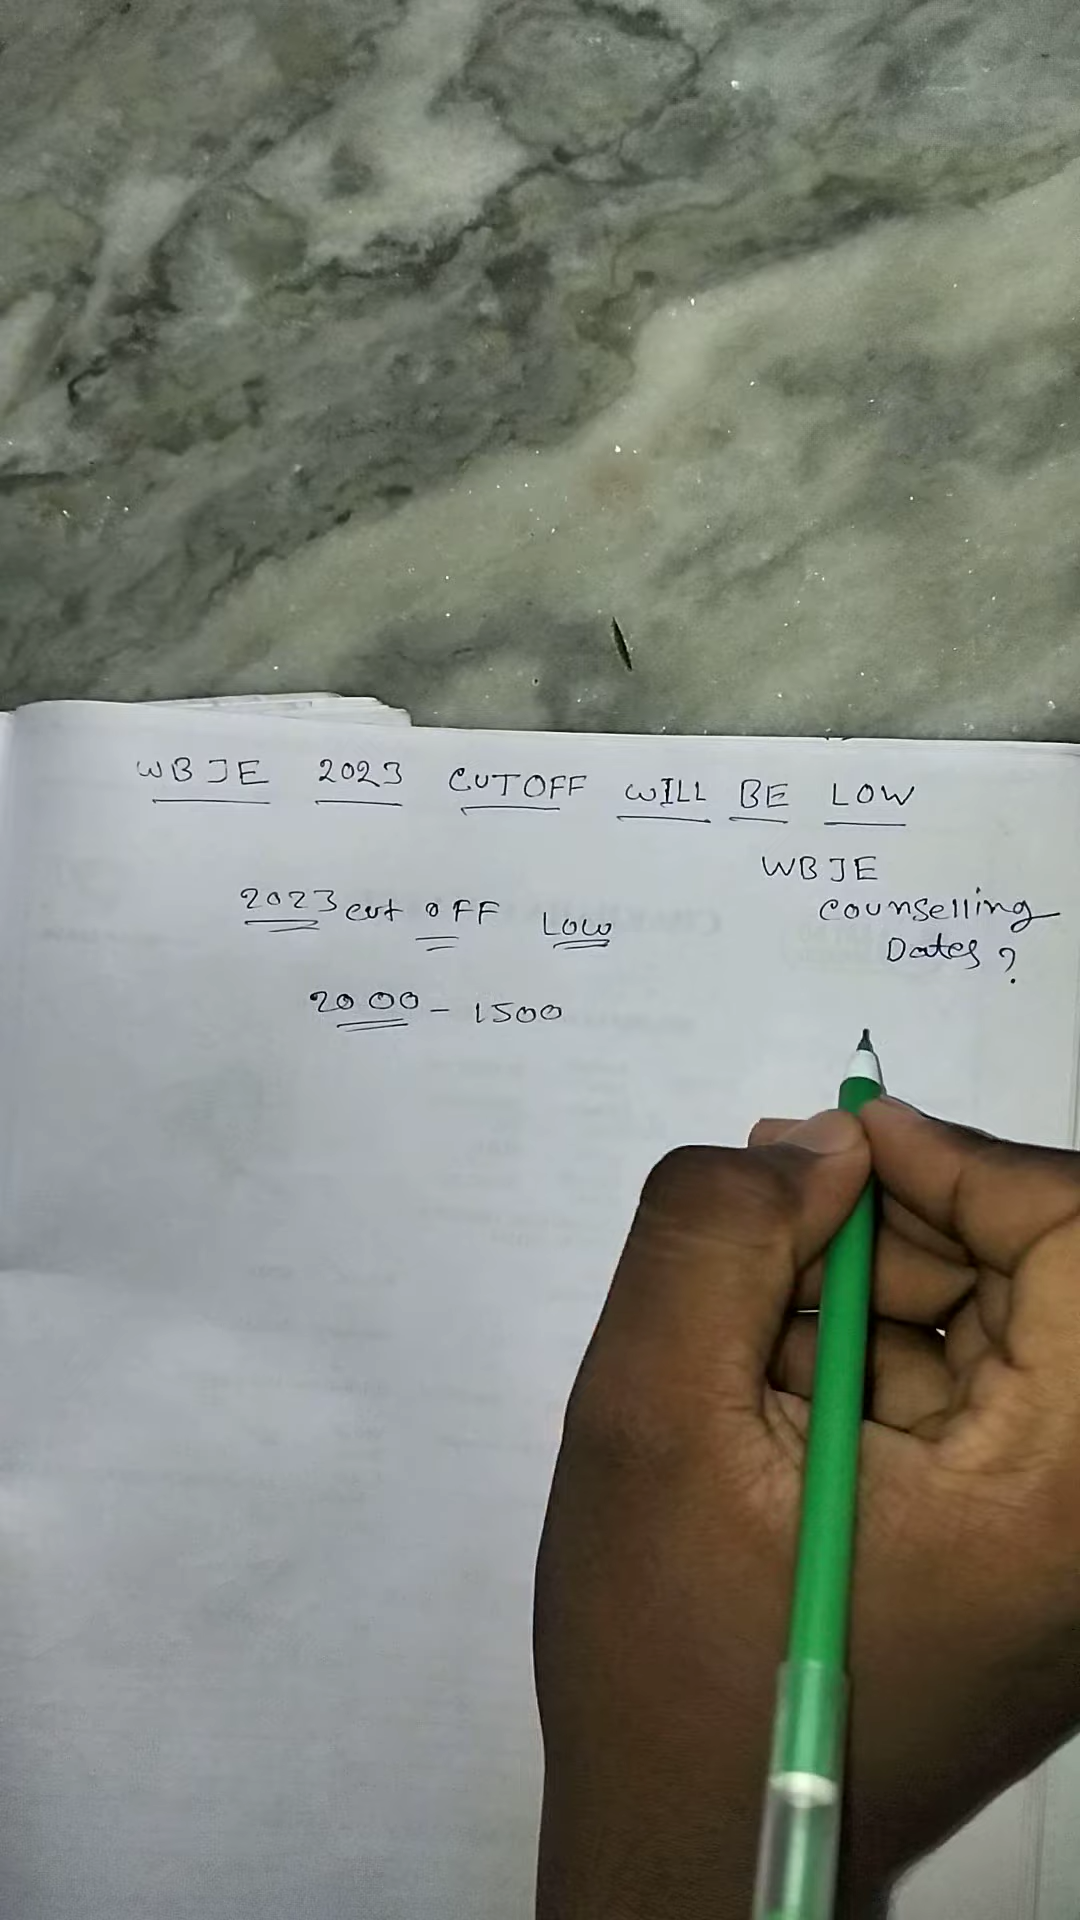 WBJE 2023 CUTOFF WILL BE LOW
2023 cut OFF Low
2000 - 1500
WBJE
counselling
Dates?